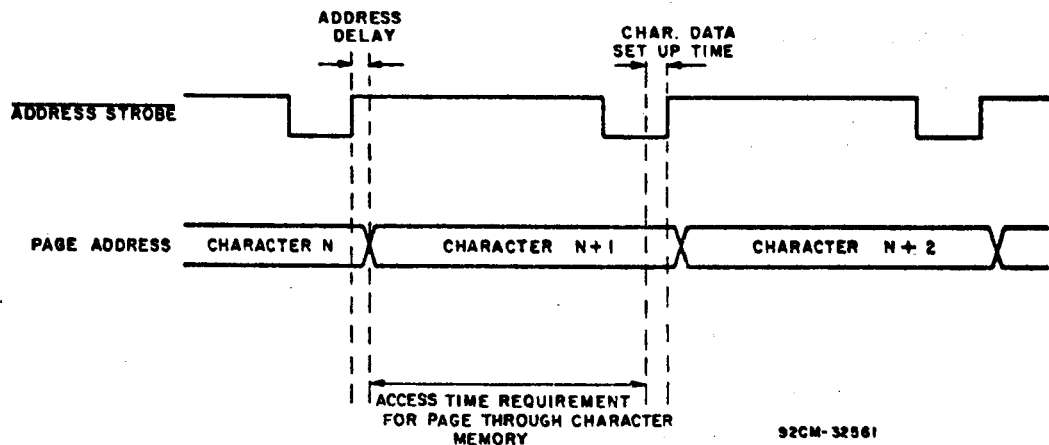 ADDRESS
DELAY
CHAR. DATA
SET UP TIME
ADDRESS STROBE
PAGE ADDRESS
CHARACTER N
CHARACTER N+1
CHARACTER N+2
ACCESS TIME REQUIREMENT
FOR PAGE THROUGH CHARACTER
MEMORY
92CM-32561